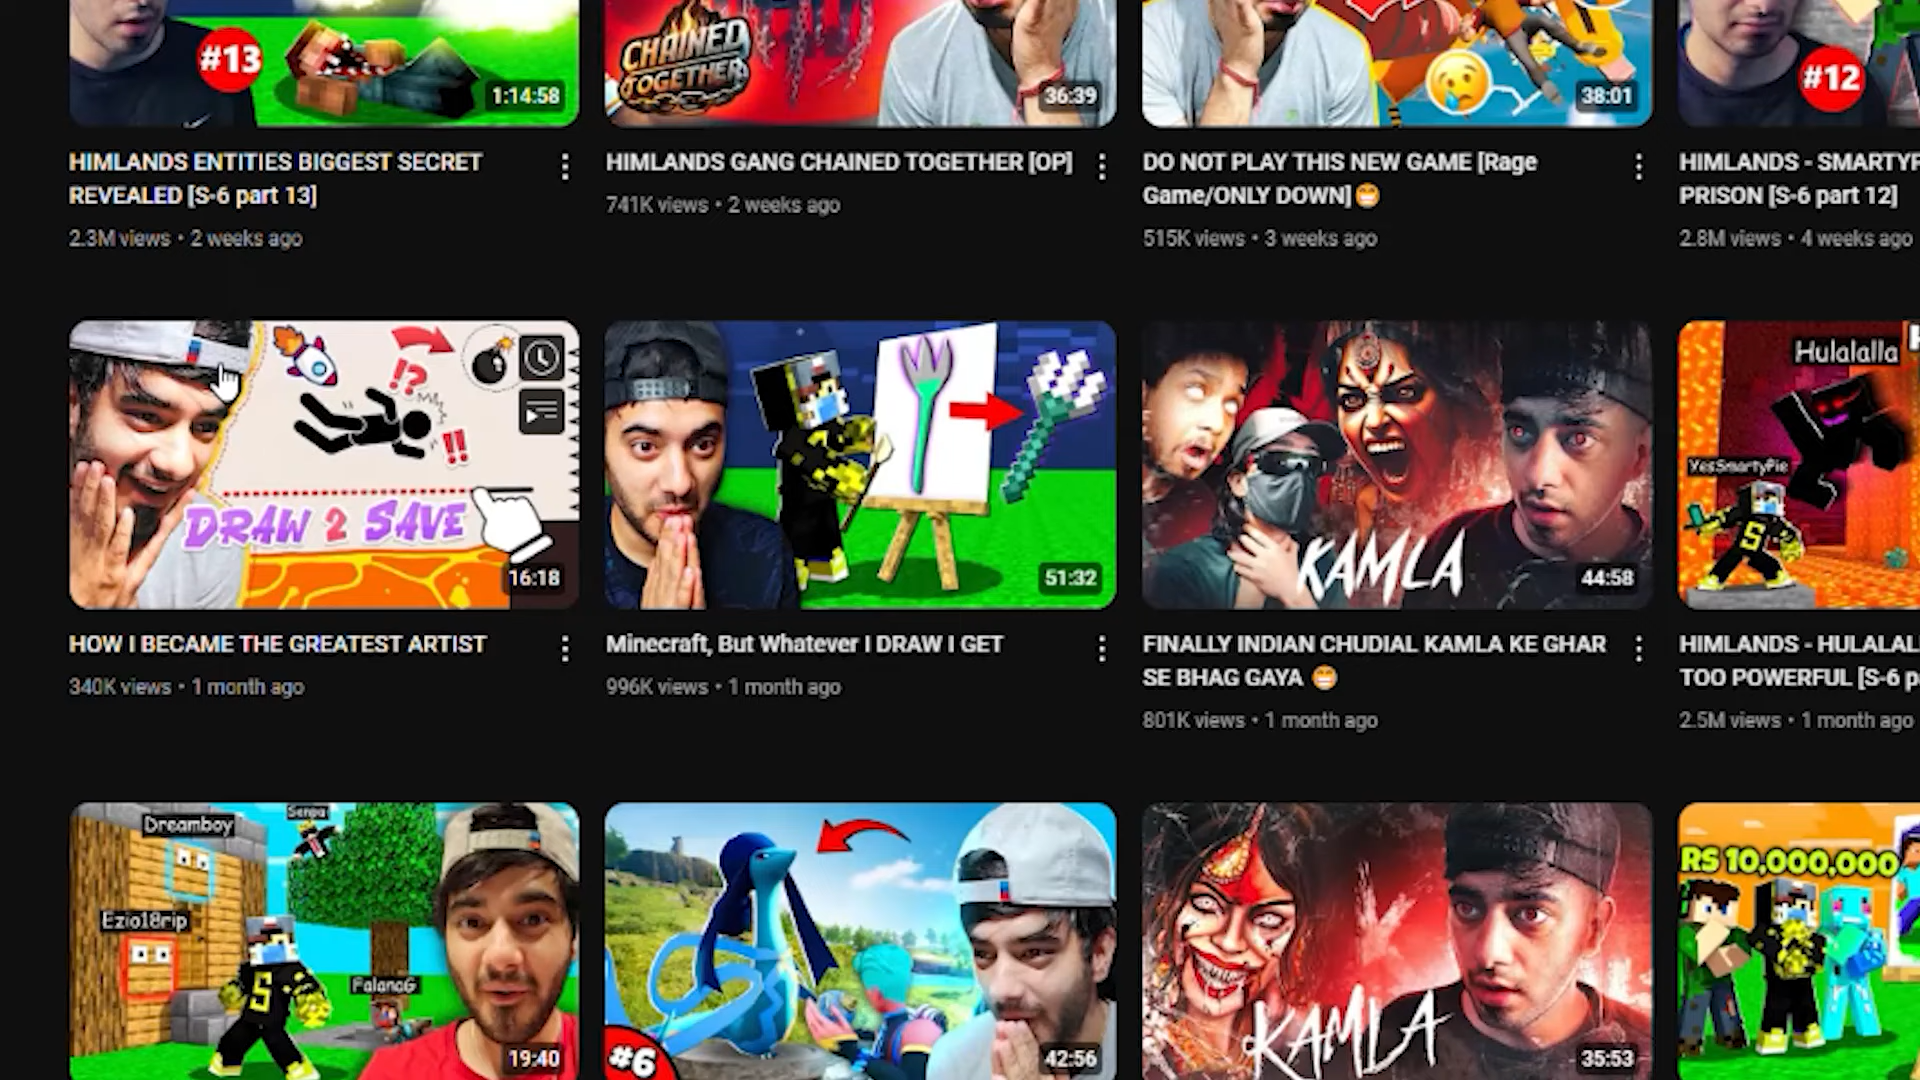 #13
1:14:58
CHAINED
TOGETHER
36:39
38:01
#12
HIMLANDS ENTITIES BIGGEST SECRET
REVEALED [S-6 part 13]
2.3M views • 2 weeks ago
HIMLANDS GANG CHAINED TOGETHER [OP]
741K views • 2 weeks ago
DO NOT PLAY THIS NEW GAME [Rage
Game/ONLY DOWN]😁
515K views • 3 weeks ago
HIMLANDS - SMARTYP
PRISON [S-6 part 12]
2.8M views • 4 weeks ago
!?
!!
DRAW 2 SAVE
16:18
51:32
KAMLA
44:58
Hulalalla
H
YesSmartyPie
S
HOW I BECAME THE GREATEST ARTIST
340K views • 1 month ago
Minecraft, But Whatever I DRAW I GET
996K views • 1 month ago
FINALLY INDIAN CHUDIAL KAMLA KE GHAR
SE BHAG GAYA 😁
801K views • 1 month ago
HIMLANDS - HULALAL
TOO POWERFUL [S-6 p
2.5M views • 1 month ago
Dreamboy
Senpai
Ezio18rip
FalanaG
S
19:40
#6
42:56
KAMLA
35:53
RS 10,000,000